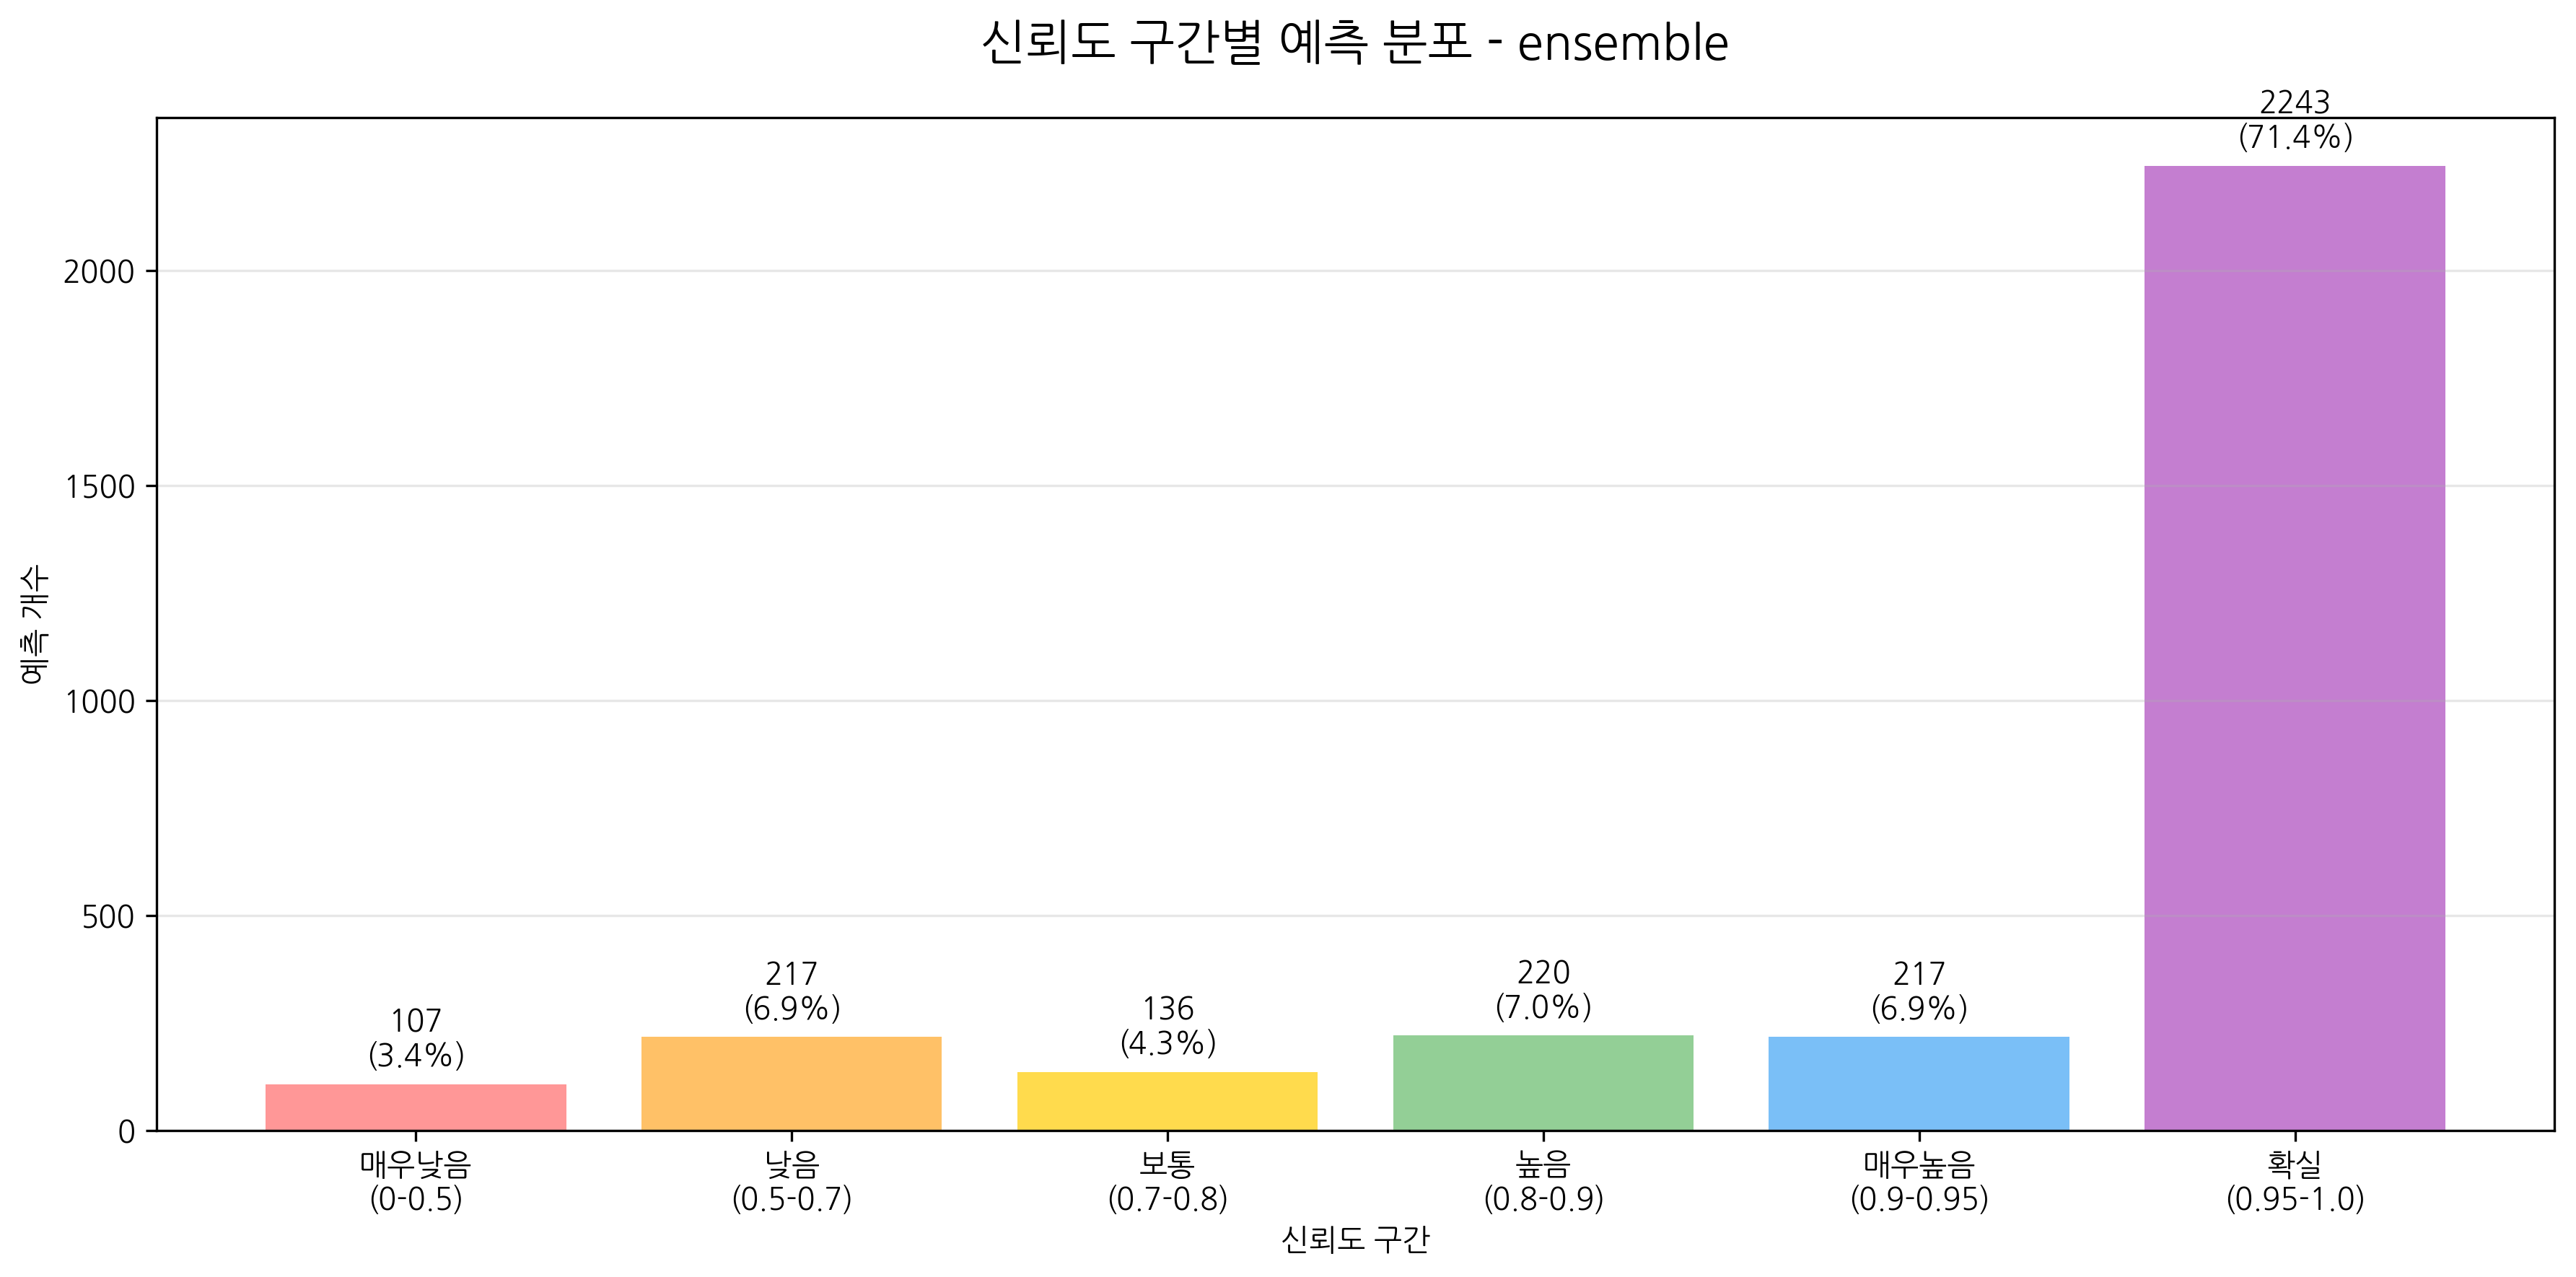 신뢰도 구간별 예측 분포 - ensemble
2243
(71.4%)
2000
1500
1000
500
0
예측 개수
107
(3.4%)
217
(6.9%)
136
(4.3%)
220
(7.0%)
217
(6.9%)
매우낮음
(0-0.5)
낮음
(0.5-0.7)
보통
(0.7-0.8)
높음
(0.8-0.9)
매우높음
(0.9-0.95)
확실
(0.95-1.0)
신뢰도 구간